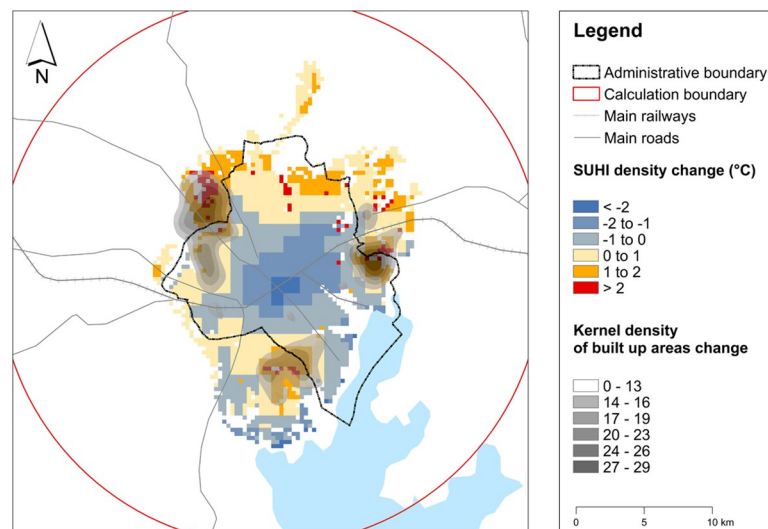 N
Legend
Administrative boundary
Calculation boundary
Main railways
Main roads
SUHI density change (°C)
< -2
-2 to -1
-1 to 0
0 to 1
1 to 2
> 2
Kernel density
of built up areas change
0 - 13
14 - 16
17 - 19
20 - 23
24 - 26
27 - 29
0 5 10 km